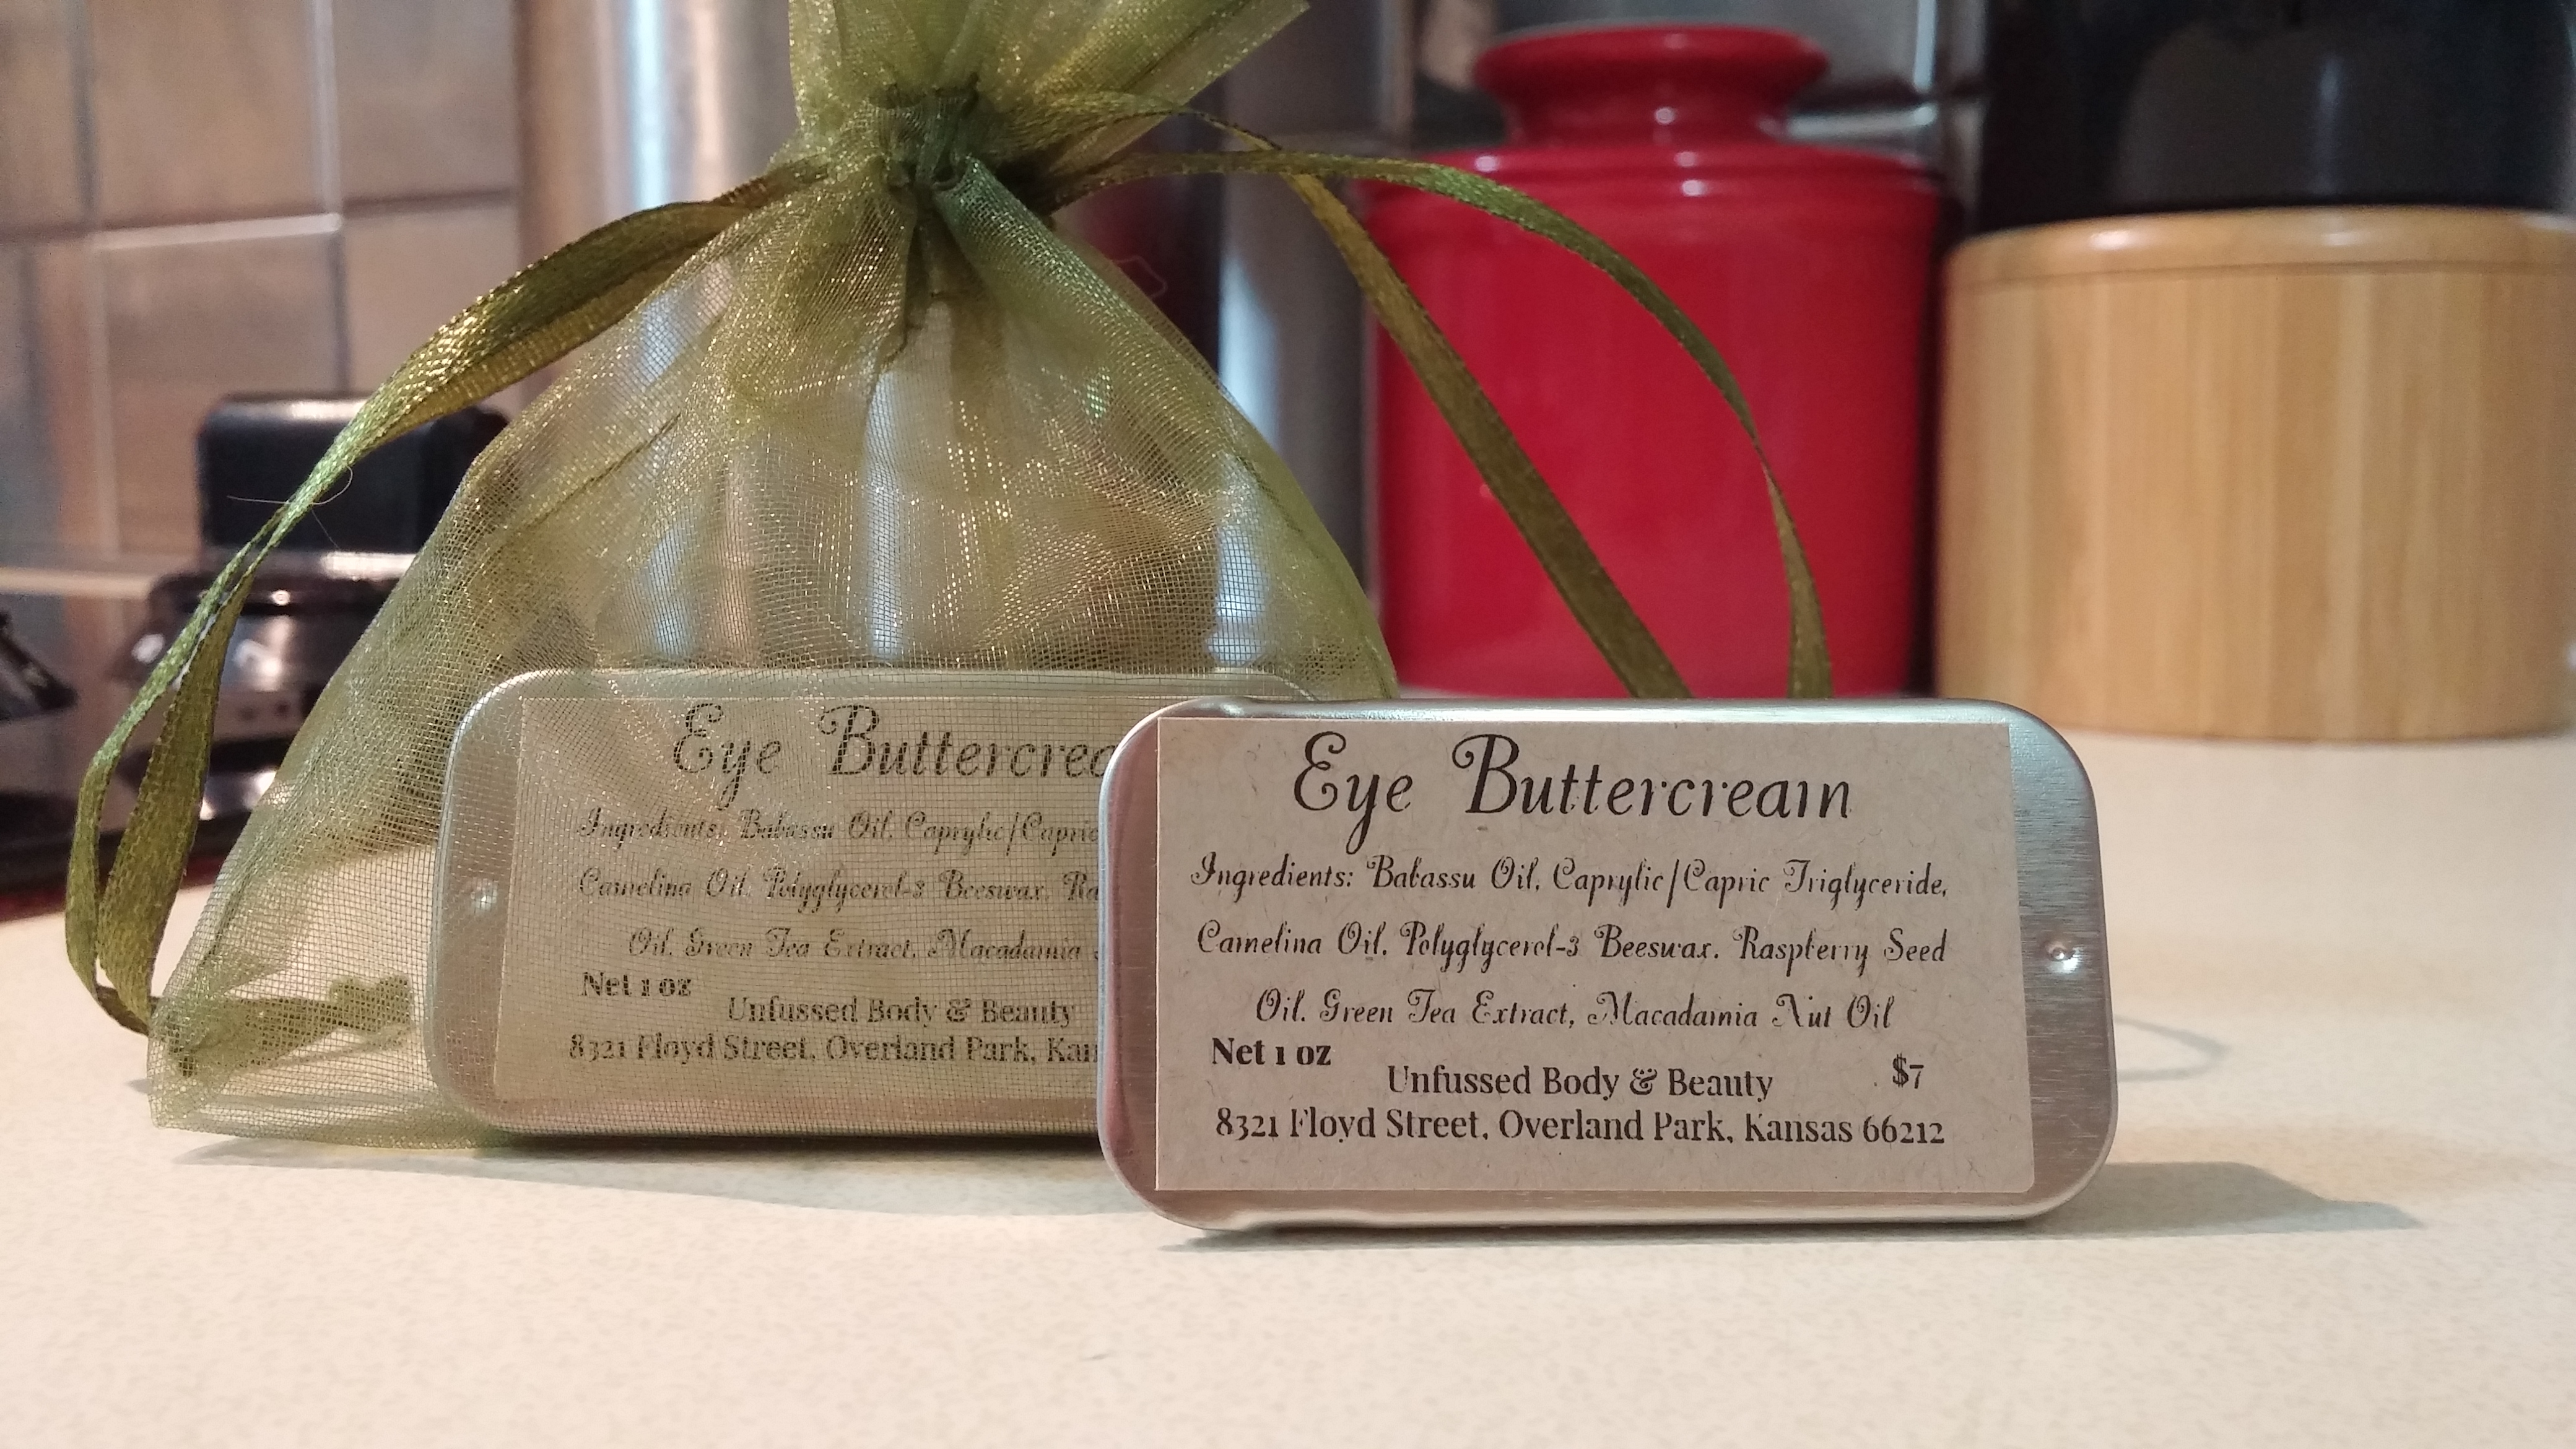 Eye Buttercrea
Ingredients: Babassu Oil, Caprylic/Capric
Camelina Oil, Polyglycerol-3 Beeswax, Ra
Oil, Green Tea Extract, Macadamia
Net 1 oz
Unfussed Body & Beauty
8321 Floyd Street, Overland Park, Kan
Eye Buttercream
Ingredients: Babassu Oil, Caprylic/Capric Triglyceride,
Camelina Oil, Polyglycerol-3 Beeswax, Raspberry Seed
Oil, Green Tea Extract, Macadamia Nut Oil
Net 1 oz
$7
Unfussed Body & Beauty
8321 Floyd Street, Overland Park, Kansas 66212